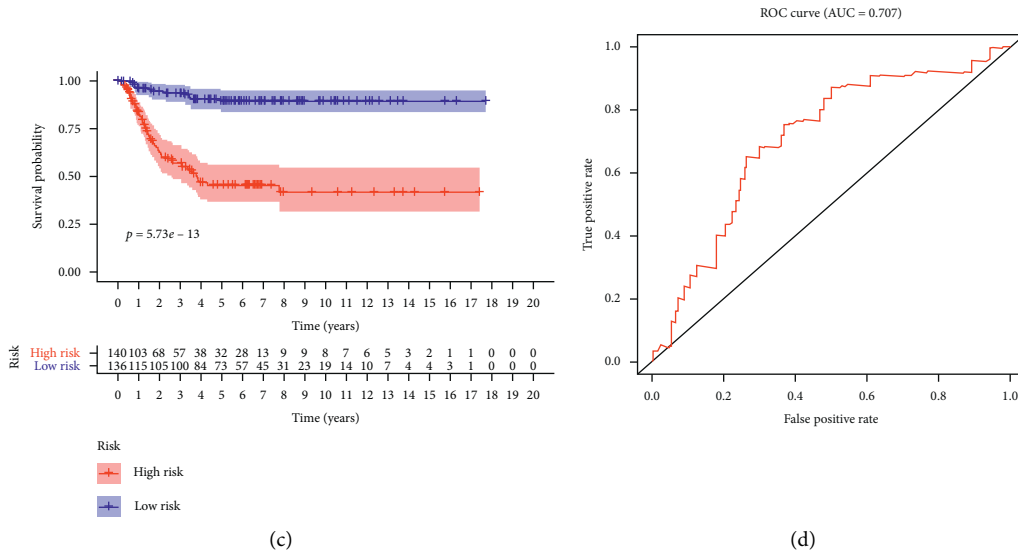 ROC curve (AUC = 0.707)
1.00
0.75
0.50
0.25
0.00
Survival probability
p = 5.73e – 13
0 1 2 3 4 5 6 7 8 9 10 11 12 13 14 15 16 17 18 19 20
Time (years)
Risk
High risk 140 103 68 57 38 32 28 13 9 9 8 7 6 5 3 2 1 1 0 0 0
Low risk 136 115 105 100 84 73 57 45 31 23 19 14 10 7 4 4 3 1 0 0 0
0 1 2 3 4 5 6 7 8 9 10 11 12 13 14 15 16 17 18 19 20
Time (years)
Risk
High risk
Low risk
(c)
1.0
0.8
0.6
0.4
0.2
0.0
True positive rate
0.0 0.2 0.4 0.6 0.8 1.0
False positive rate
(d)